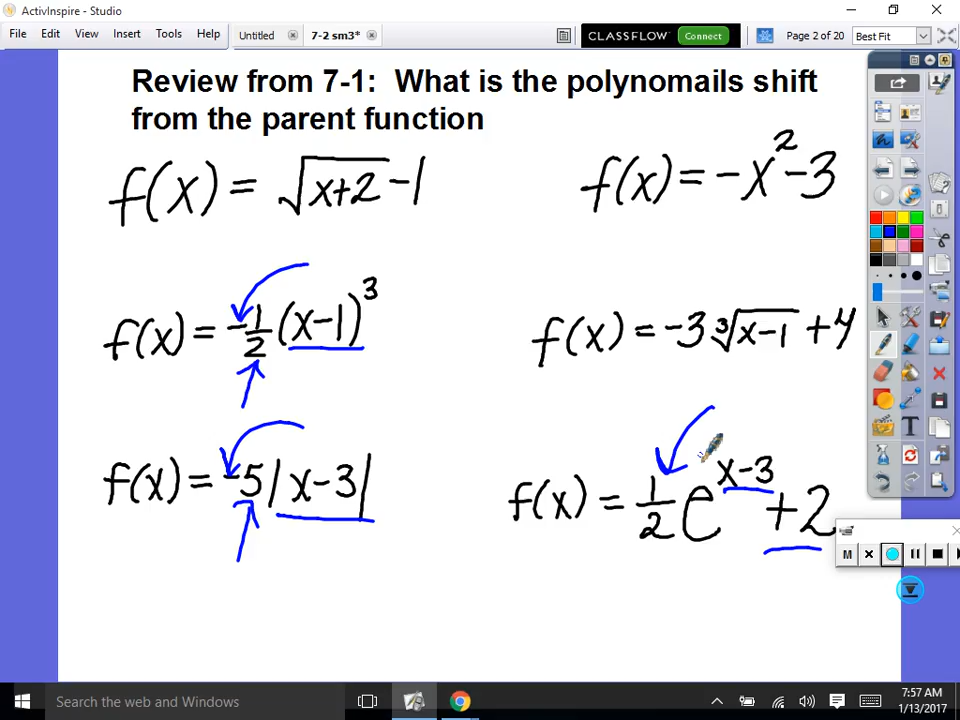 ActivInspire - Studio
File Edit View Insert Tools Help
Untitled
7-2 sm3*
CLASSFLOW Connect
Page 2 of 20
Best Fit
Review from 7-1: What is the polynomails shift
from the parent function
f(x) = √(x+2) -1
f(x) = -x² -3
f(x) = -1/2 (x-1)³
f(x) = -3 ∛(x-1) +4
f(x) = -5|x-3|
f(x) = 1/2 e^(x-3) +2
M
Search the web and Windows
7:57 AM
1/13/2017